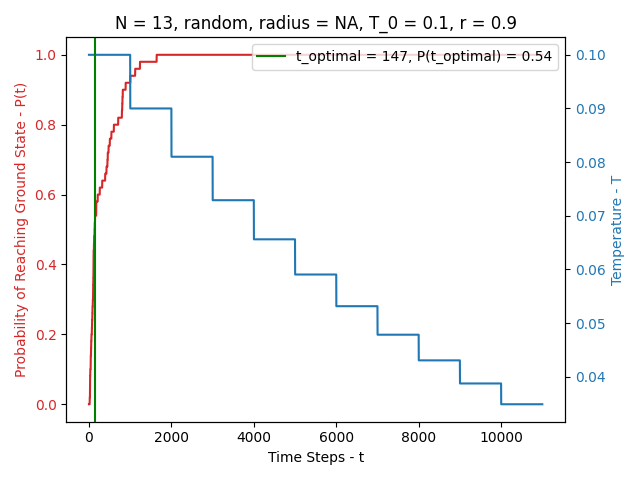 N = 13, random, radius = NA, T_0 = 0.1, r = 0.9
t_optimal = 147, P(t_optimal) = 0.54
Probability of Reaching Ground State - P(t)
1.0
0.8
0.6
0.4
0.2
0.0
0.10
0.09
0.08
0.07
0.06
0.05
0.04
Temperature - T
0 2000 4000 6000 8000 10000
Time Steps - t